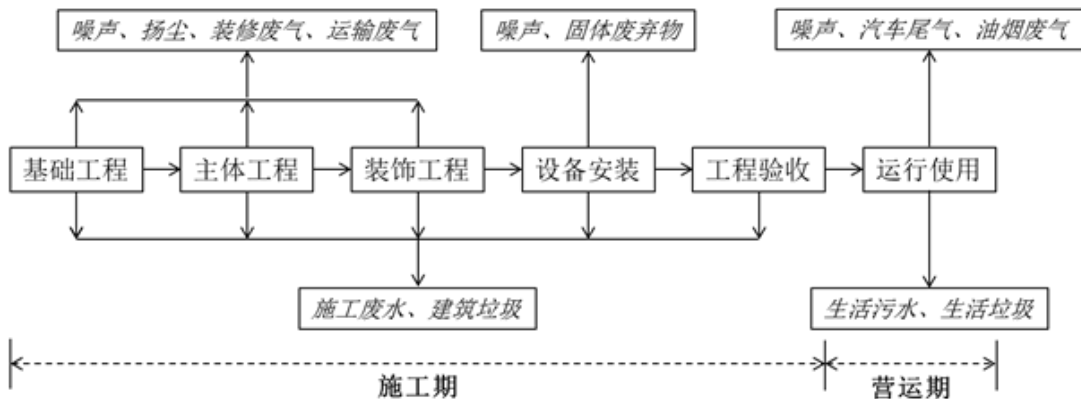 噪声、扬尘、装修废气、运输废气
噪声、固体废弃物
噪声、汽车尾气、油烟废气
基础工程
主体工程
装饰工程
设备安装
工程验收
运行使用
施工废水、建筑垃圾
生活污水、生活垃圾
施工期
营运期